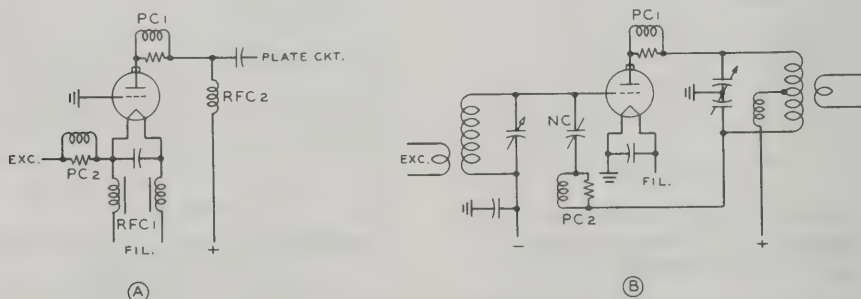 PC1
PLATE CKT.
RFC2
EXC.
PC2
RFC1
FIL.
+
A
PC1
NC
EXC.
FIL.
PC2
-
+
B